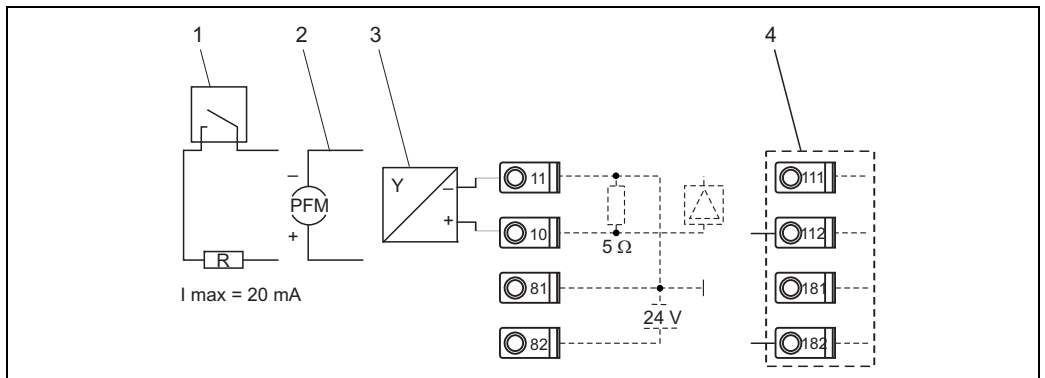 1 2 3 4
Y
– – 11 111
PFM
+ + 10 112
5 Ω
R
81 181
I max = 20 mA
24 V
82 182